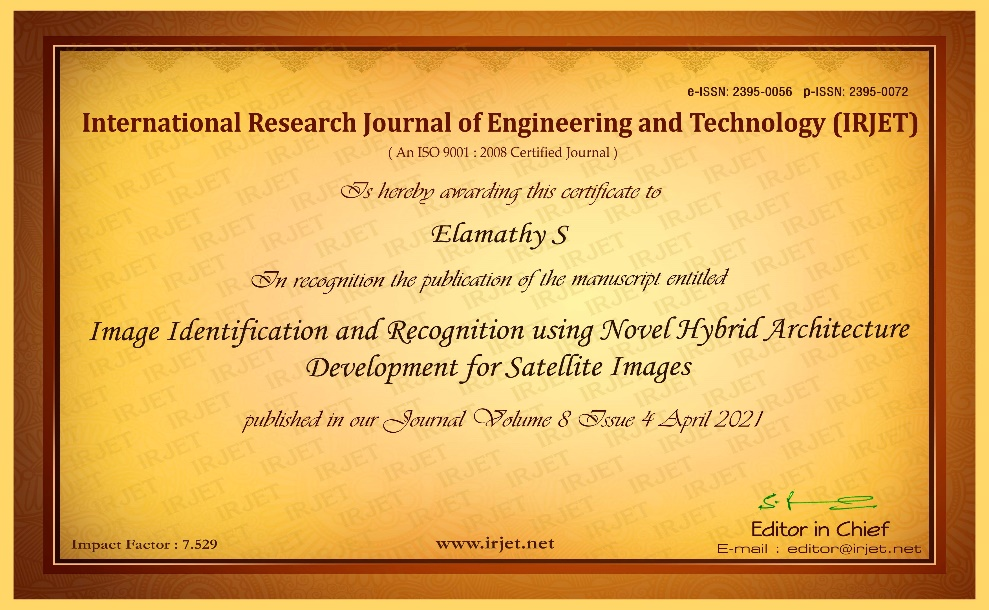 e-ISSN: 2395-0056 p-ISSN: 2395-0072
International Research Journal of Engineering and Technology (IRJET)
( An ISO 9001 : 2008 Certified Journal )
Is hereby awarding this certificate to
Elamathy S
In recognition the publication of the manuscript entitled
Image Identification and Recognition using Novel Hybrid Architecture
Development for Satellite Images
published in our Journal Volume 8 Issue 4 April 2021
Editor in Chief
Impact Factor : 7.529
www.irjet.net
E-mail : editor@irjet.net